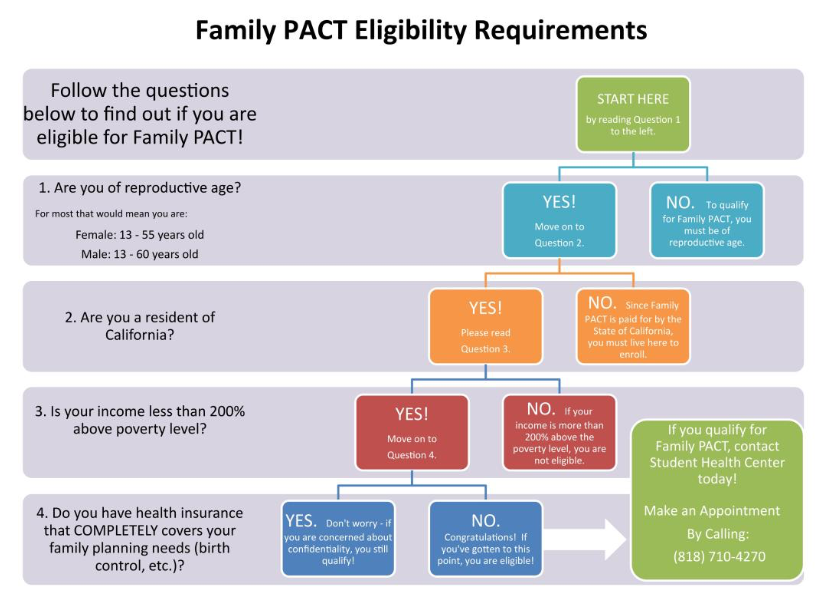 Family PACT Eligibility Requirements
Follow the questions
below to find out if you are
eligible for Family PACT!
START HERE
by reading Question 1
to the left.
1. Are you of reproductive age?
For most that would mean you are:
Female: 13 - 55 years old
Male: 13 - 60 years old
YES!
Move on to
Question 2.
NO. To qualify
for Family PACT, you
must be of
reproductive age.
2. Are you a resident of
California?
YES!
Please read
Question 3.
NO. Since Family
PACT is paid for by the
State of California,
you must live here to
enroll.
3. Is your income less than 200%
above poverty level?
YES!
Move on to
Question 4.
NO. If your
income is more than
200% above the
poverty level, you are
not eligible.
4. Do you have health insurance
that COMPLETELY covers your
family planning needs (birth
control, etc.)?
YES. Don't worry - if
you are concerned about
confidentiality, you still
qualify!
NO.
Congratulations! If
you've gotten to this
point, you are eligible!
If you qualify for
Family PACT, contact
Student Health Center
today!
Make an Appointment
By Calling:
(818) 710-4270